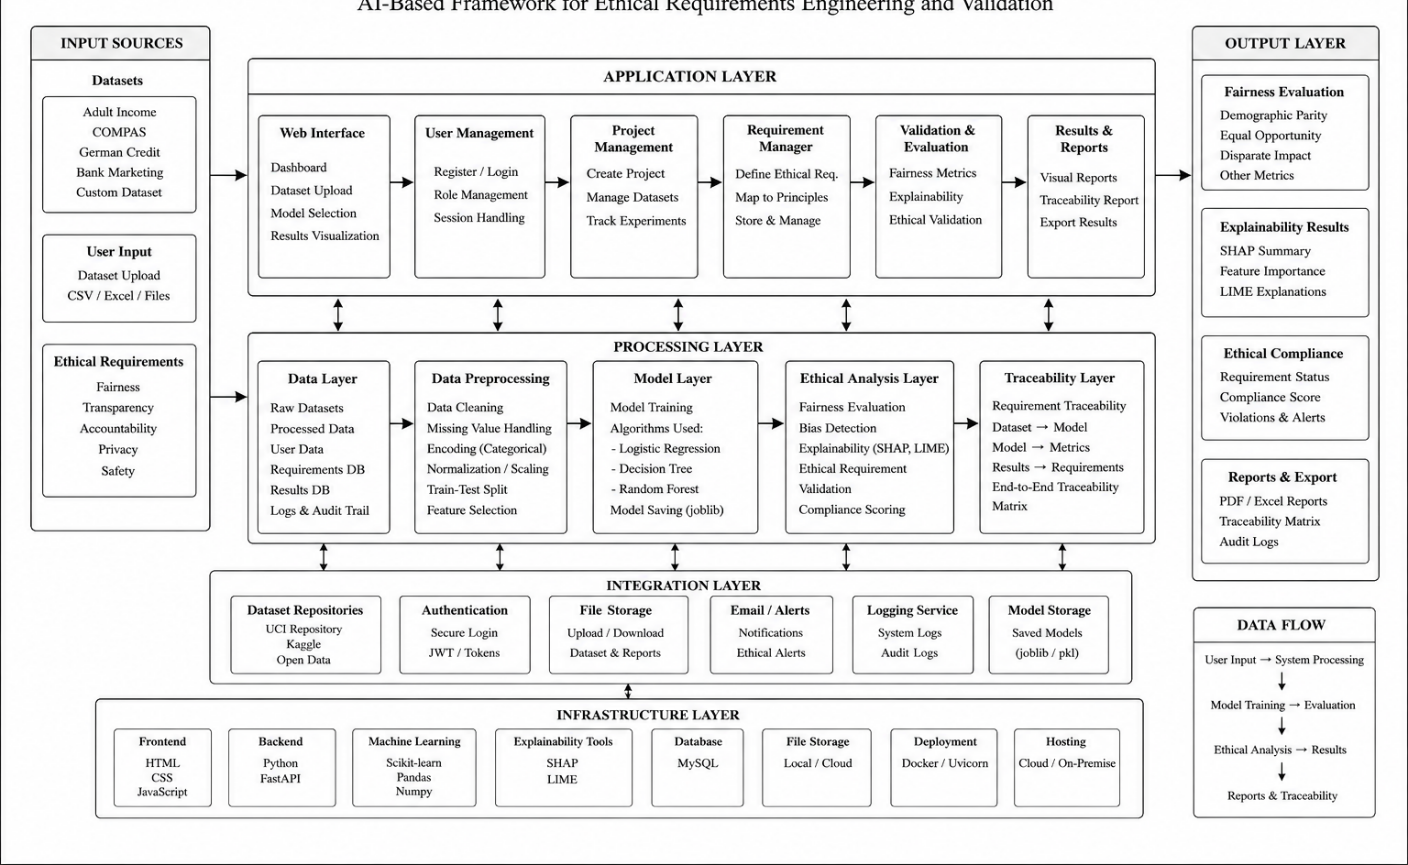 AI-Based Framework for Ethical Requirements Engineering and Validation
INPUT SOURCES
Datasets
Adult Income
COMPAS
German Credit
Bank Marketing
Custom Dataset
User Input
Dataset Upload
CSV / Excel / Files
Ethical Requirements
Fairness
Transparency
Accountability
Privacy
Safety
APPLICATION LAYER
Web Interface
Dashboard
Dataset Upload
Model Selection
Results Visualization
User Management
Register / Login
Role Management
Session Handling
Project
Management
Create Project
Manage Datasets
Track Experiments
Requirement
Manager
Define Ethical Req.
Map to Principles
Store & Manage
Validation &
Evaluation
Fairness Metrics
Explainability
Ethical Validation
Results &
Reports
Visual Reports
Traceability Report
Export Results
PROCESSING LAYER
Data Layer
Raw Datasets
Processed Data
User Data
Requirements DB
Results DB
Logs & Audit Trail
Data Preprocessing
Data Cleaning
Missing Value Handling
Encoding (Categorical)
Normalization / Scaling
Train-Test Split
Feature Selection
Model Layer
Model Training
Algorithms Used:
- Logistic Regression
- Decision Tree
- Random Forest
Model Saving (joblib)
Ethical Analysis Layer
Fairness Evaluation
Bias Detection
Explainability (SHAP, LIME)
Ethical Requirement
Validation
Compliance Scoring
Traceability Layer
Requirement Traceability
Dataset → Model
Model → Metrics
Results → Requirements
End-to-End Traceability
Matrix
INTEGRATION LAYER
Dataset Repositories
UCI Repository
Kaggle
Open Data
Authentication
Secure Login
JWT / Tokens
File Storage
Upload / Download
Dataset & Reports
Email / Alerts
Notifications
Ethical Alerts
Logging Service
System Logs
Audit Logs
Model Storage
Saved Models
(joblib / pkl)
INFRASTRUCTURE LAYER
Frontend
HTML
CSS
JavaScript
Backend
Python
FastAPI
Machine Learning
Scikit-learn
Pandas
Numpy
Explainability Tools
SHAP
LIME
Database
MySQL
File Storage
Local / Cloud
Deployment
Docker / Uvicorn
Hosting
Cloud / On-Premise
OUTPUT LAYER
Fairness Evaluation
Demographic Parity
Equal Opportunity
Disparate Impact
Other Metrics
Explainability Results
SHAP Summary
Feature Importance
LIME Explanations
Ethical Compliance
Requirement Status
Compliance Score
Violations & Alerts
Reports & Export
PDF / Excel Reports
Traceability Matrix
Audit Logs
DATA FLOW
User Input → System Processing
Model Training → Evaluation
Ethical Analysis → Results
Reports & Traceability